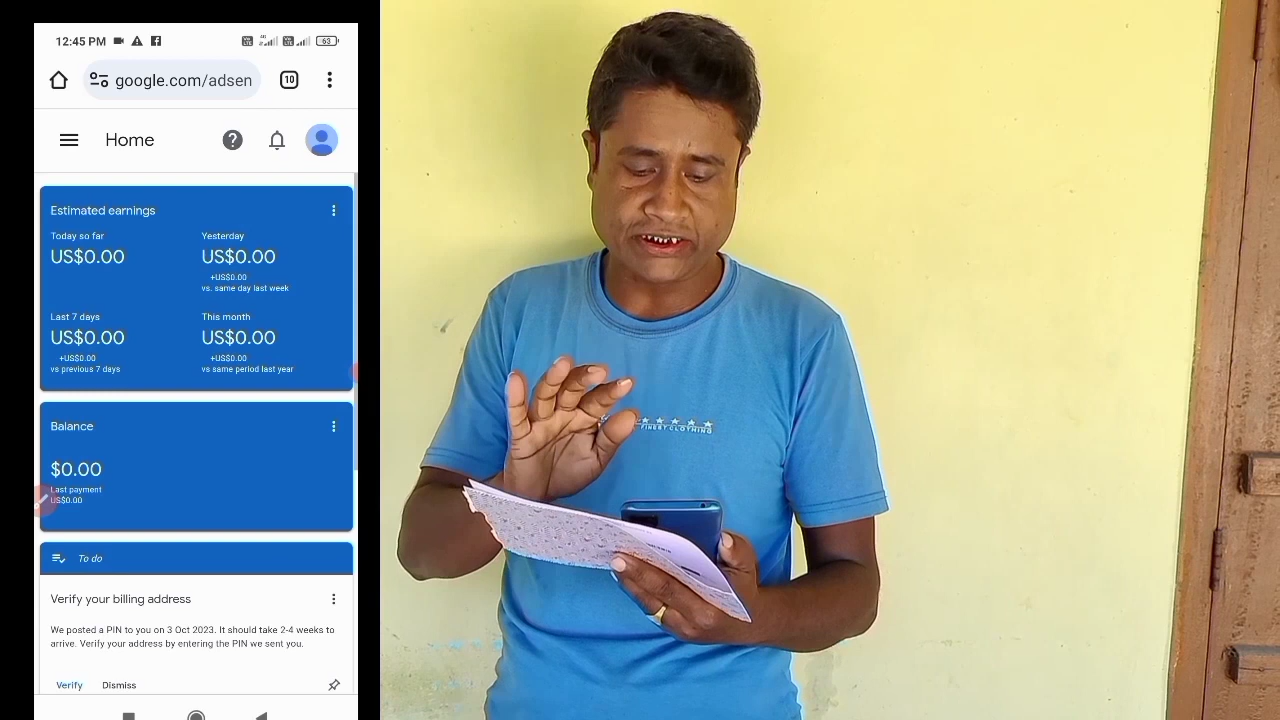 12:45 PM
63
google.com/adsen
10
Home
Estimated earnings
Today so far
Yesterday
US$0.00
US$0.00
+US$0.00
vs. same day last week
Last 7 days
This month
US$0.00
US$0.00
+US$0.00
+US$0.00
vs previous 7 days
vs same period last year
Balance
$0.00
Last payment
US$0.00
To do
Verify your billing address
We posted a PIN to you on 3 Oct 2023. It should take 2-4 weeks to
arrive. Verify your address by entering the PIN we sent you.
Verify
Dismiss
FINEST CLOTHING